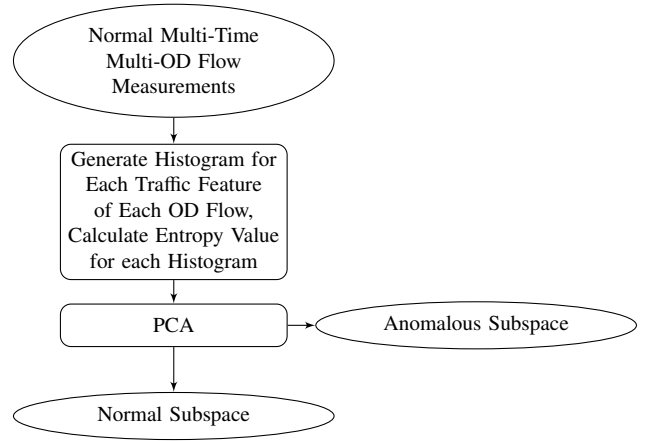 Normal Multi-Time
Multi-OD Flow
Measurements
Generate Histogram for
Each Traffic Feature
of Each OD Flow,
Calculate Entropy Value
for each Histogram
PCA
Anomalous Subspace
Normal Subspace